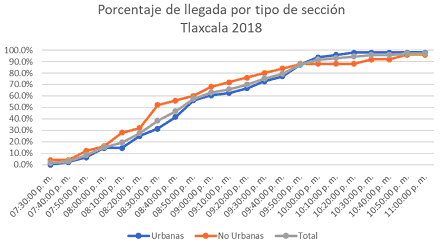 Porcentaje de llegada por tipo de sección
Tlaxcala 2018
100.0%
90.0%
80.0%
70.0%
60.0%
50.0%
40.0%
30.0%
20.0%
10.0%
0.0%
07:30:00 p. m.
07:40:00 p. m.
07:50:00 p. m.
08:00:00 p. m.
08:10:00 p. m.
08:20:00 p. m.
08:30:00 p. m.
08:40:00 p. m.
08:50:00 p. m.
09:00:00 p. m.
09:10:00 p. m.
09:20:00 p. m.
09:30:00 p. m.
09:40:00 p. m.
09:50:00 p. m.
10:00:00 p. m.
10:10:00 p. m.
10:20:00 p. m.
10:30:00 p. m.
10:40:00 p. m.
10:50:00 p. m.
11:00:00 p. m.
Urbanas No Urbanas Total